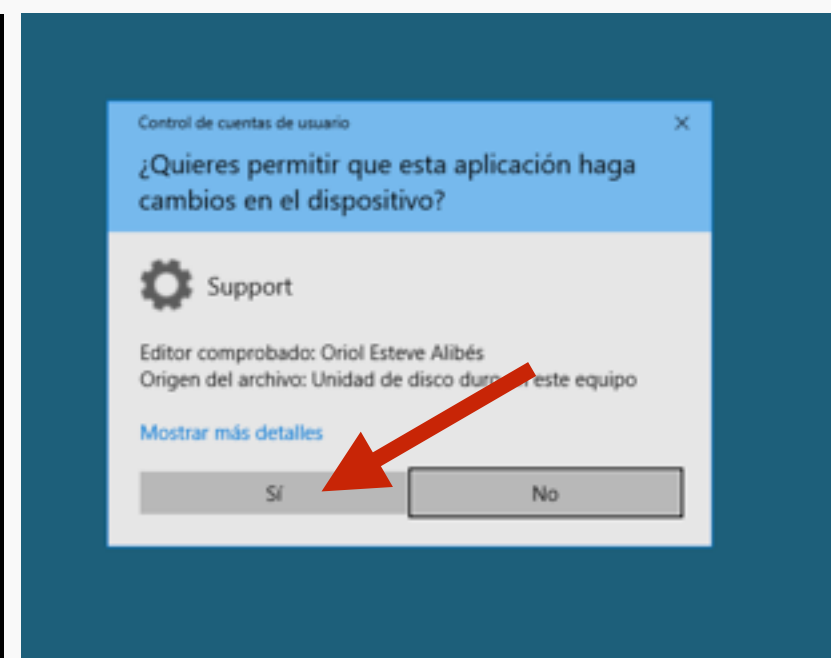 Control de cuentas de usuario
¿Quieres permitir que esta aplicación haga
cambios en el dispositivo?
Support
Editor comprobado: Oriol Esteve Alibés
Origen del archivo: Unidad de disco duro este equipo
Mostrar más detalles
Sí
No